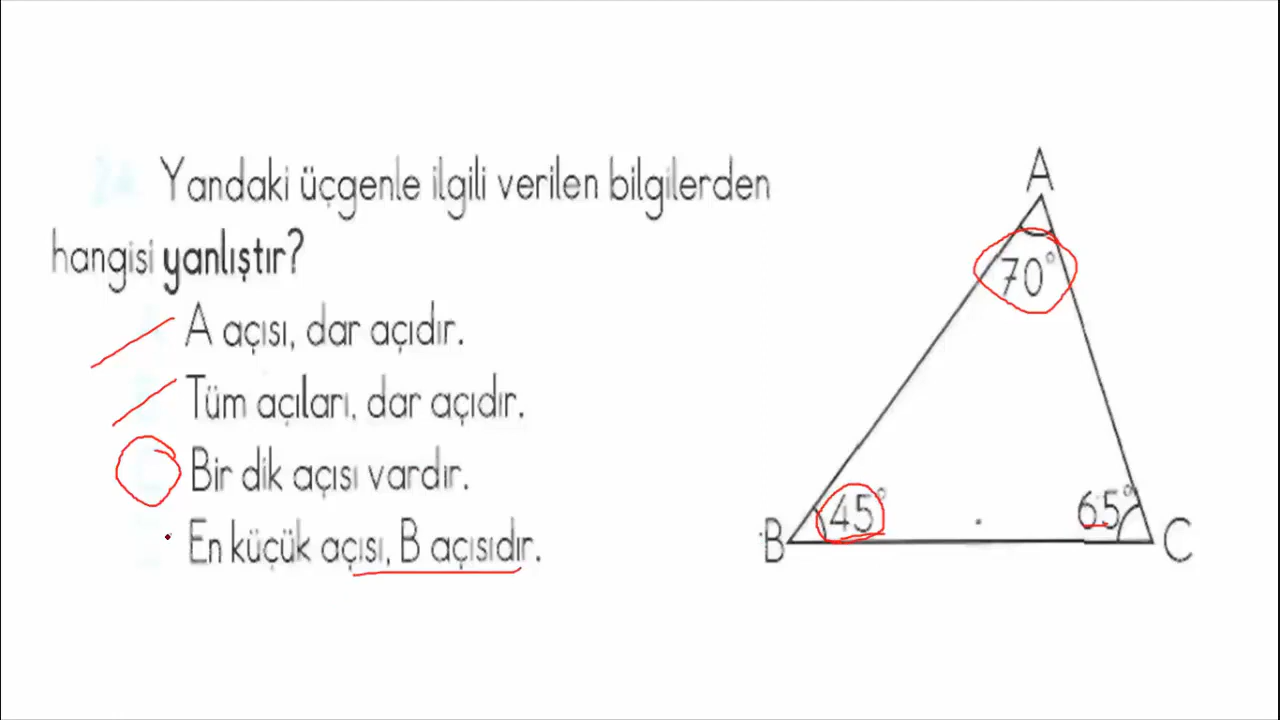 Yandaki üçgenle ilgili verilen bilgilerden
hangisi yanlıştır?
A açısı, dar açıdır.
Tüm açıları, dar açıdır.
Bir dik açısı vardır.
En küçük açısı, B açısıdır.
A
70°
45°
65°
B
C